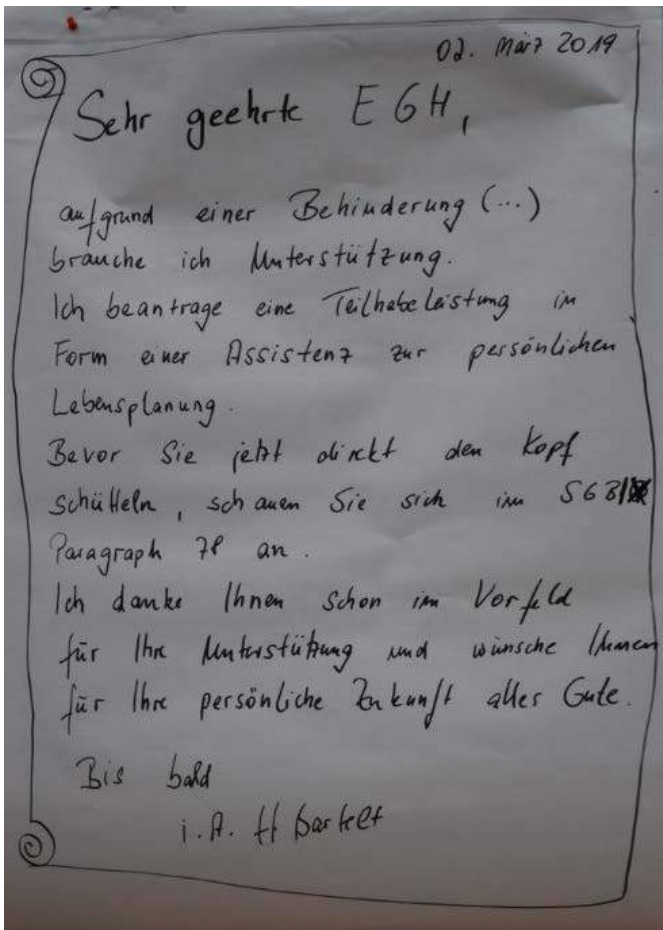 02. März 2019
Sehr geehrte EGH,
aufgrund einer Behinderung (...)
brauche ich Unterstützung.
Ich beantrage eine Teilhabeleistung im
Form einer Assistenz zur persönlichen
Lebensplanung.
Bevor Sie jetzt direkt den Kopf
schütteln, schauen Sie sich im SGB
Paragraph 78 an.
Ich danke Ihnen schon im Vorfeld
für Ihre Unterstützung und wünsche Ihnen
für Ihre persönliche Zukunft alles Gute.
Bis bald
i.A. H Bartelt